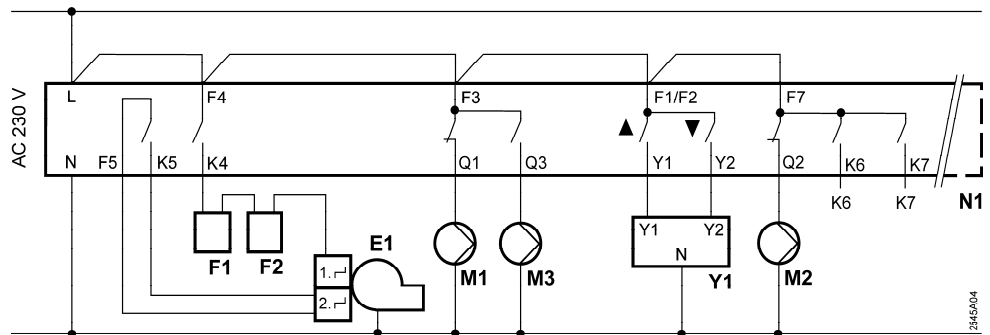 AC 230 V
L F4 F3 F1/F2 F7
▲ ▼
N F5 K5 K4 Q1 Q3 Y1 Y2 Q2 K6 K7
K6 K7 N1
Y1 Y2
N
F1 F2 E1 M1 M3 Y1 M2
1.
2.
2545A04